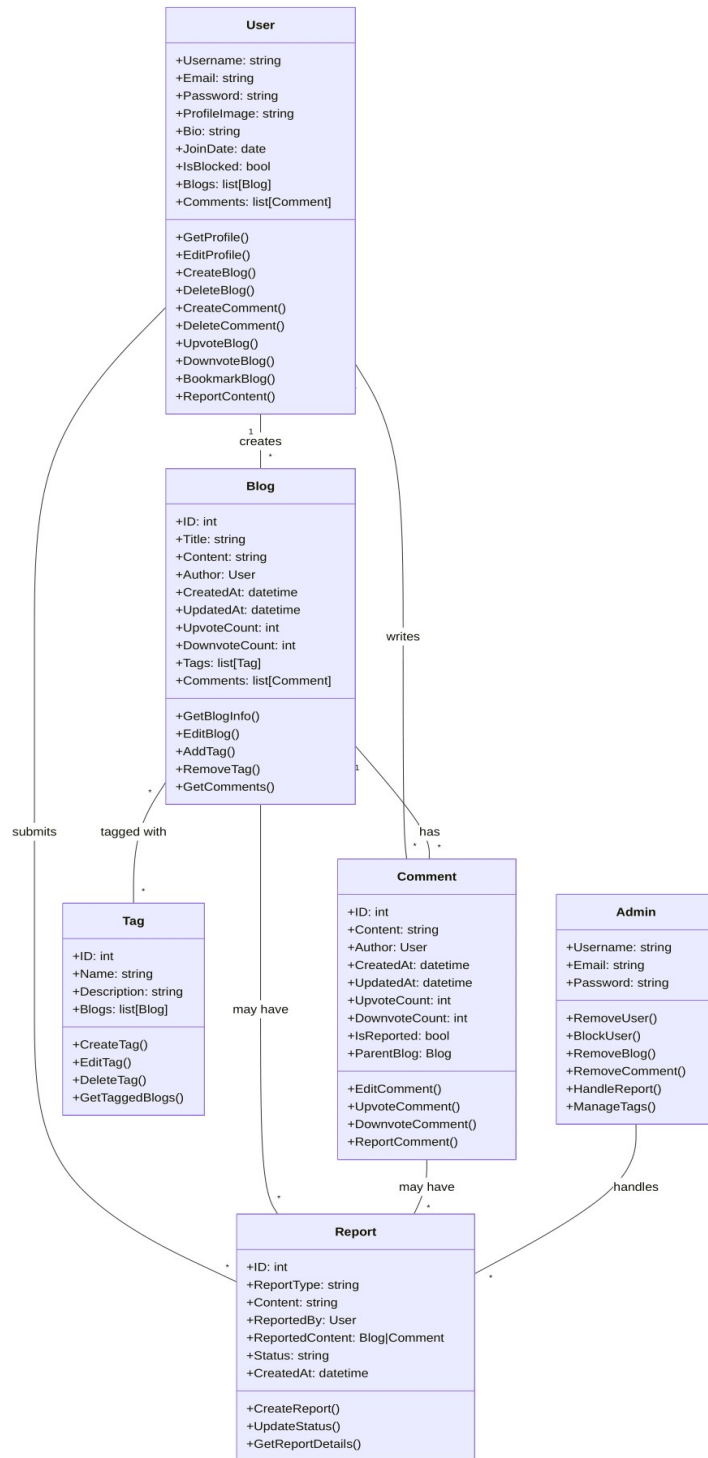 User
+Username: string
+Email: string
+Password: string
+ProfileImage: string
+Bio: string
+JoinDate: date
+IsBlocked: bool
+Blogs: list[Blog]
+Comments: list[Comment]
+GetProfile()
+EditProfile()
+CreateBlog()
+DeleteBlog()
+CreateComment()
+DeleteComment()
+UpvoteBlog()
+DownvoteBlog()
+BookmarkBlog()
+ReportContent()
1
creates
*
Blog
+ID: int
+Title: string
+Content: string
+Author: User
+CreatedAt: datetime
+UpdatedAt: datetime
+UpvoteCount: int
+DownvoteCount: int
+Tags: list[Tag]
+Comments: list[Comment]
+GetBlogInfo()
+EditBlog()
+AddTag()
+RemoveTag()
+GetComments()
writes
1
*
submits
tagged with
has
*
* *
Tag
+ID: int
+Name: string
+Description: string
+Blogs: list[Blog]
+CreateTag()
+EditTag()
+DeleteTag()
+GetTaggedBlogs()
may have
Comment
+ID: int
+Content: string
+Author: User
+CreatedAt: datetime
+UpdatedAt: datetime
+UpvoteCount: int
+DownvoteCount: int
+IsReported: bool
+ParentBlog: Blog
+EditComment()
+UpvoteComment()
+DownvoteComment()
+ReportComment()
Admin
+Username: string
+Email: string
+Password: string
+RemoveUser()
+BlockUser()
+RemoveBlog()
+RemoveComment()
+HandleReport()
+ManageTags()
may have
handles
*
*
*
*
Report
+ID: int
+ReportType: string
+Content: string
+ReportedBy: User
+ReportedContent: Blog|Comment
+Status: string
+CreatedAt: datetime
+CreateReport()
+UpdateStatus()
+GetReportDetails()